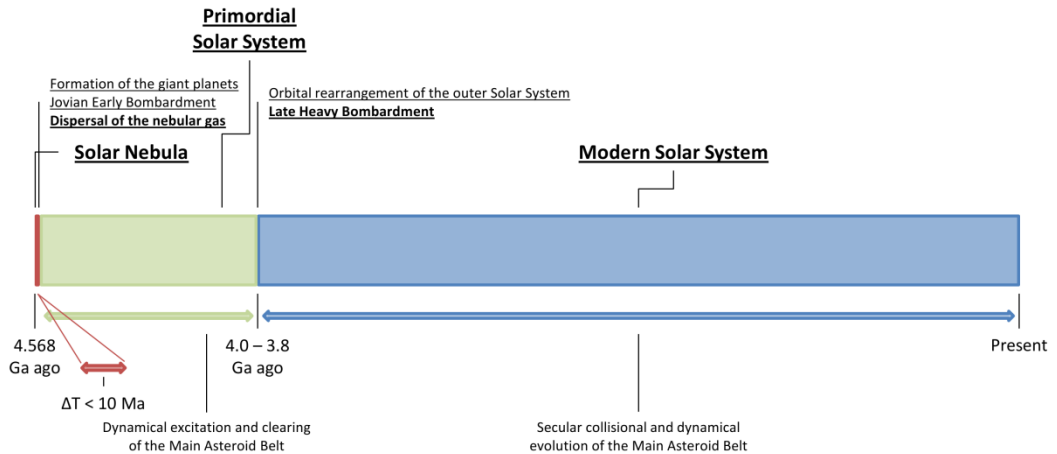 Primordial
Solar System
Formation of the giant planets
Jovian Early Bombardment
Dispersal of the nebular gas
Orbital rearrangement of the outer Solar System
Late Heavy Bombardment
Solar Nebula
Modern Solar System
4.568
Ga ago
4.0 – 3.8
Ga ago
Present
ΔT < 10 Ma
Dynamical excitation and clearing
of the Main Asteroid Belt
Secular collisional and dynamical
evolution of the Main Asteroid Belt